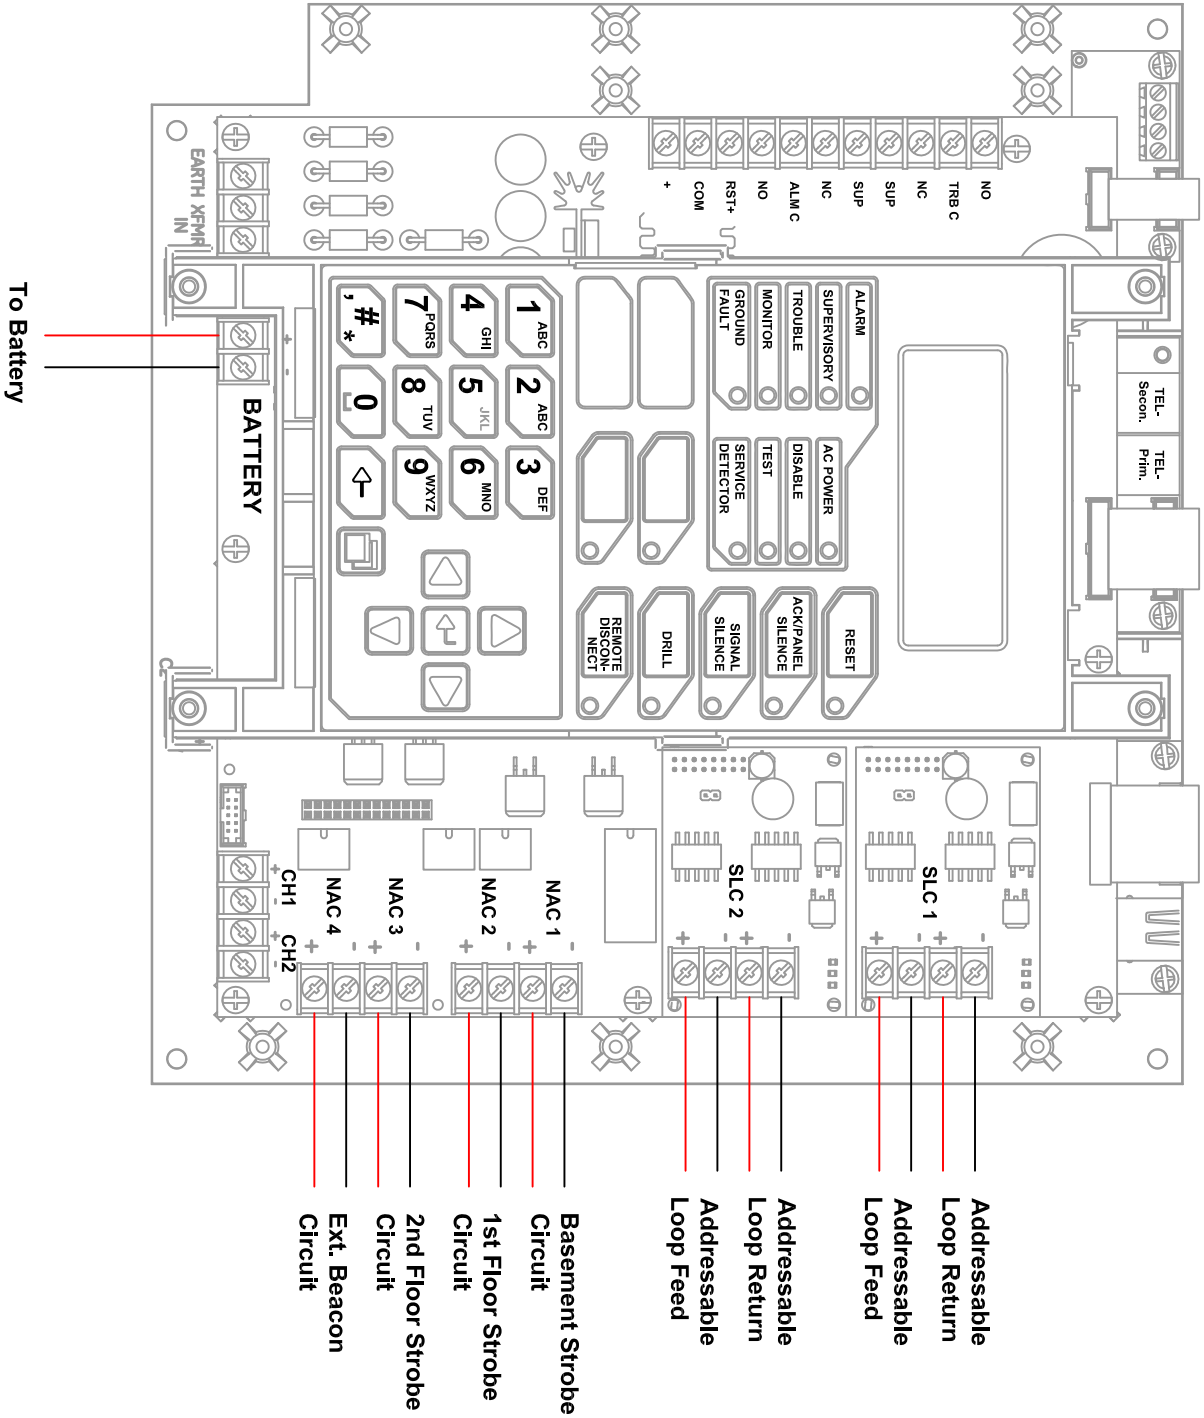 TEL-
Secon.
TEL-
Prim.
NO
TRB C
NC
SUP
SUP
NC
ALM C
NO
RST+
COM
+
EARTH XFMR
IN
ALARM
SUPERVISORY
TROUBLE
MONITOR
GROUND
FAULT
AC POWER
DISABLE
TEST
SERVICE
DETECTOR
RESET
ACK/PANEL
SILENCE
SIGNAL
SILENCE
DRILL
REMOTE
DISCON-
NECT
1 ABC
2 ABC
3 DEF
4 GHI
5 JKL
6 MNO
7 PQRS
8 TUV
9 WXYZ
, # *
0
+ -
BATTERY
To Battery
SLC 1
+ - + -
SLC 2
+ - + -
NAC 1
+ -
NAC 2
+ -
NAC 3
+ -
NAC 4
+ -
CH1
+ -
CH2
+ -
Addressable
Loop Return
Addressable
Loop Feed
Addressable
Loop Return
Addressable
Loop Feed
Basement Strobe
Circuit
1st Floor Strobe
Circuit
2nd Floor Strobe
Circuit
Ext. Beacon
Circuit